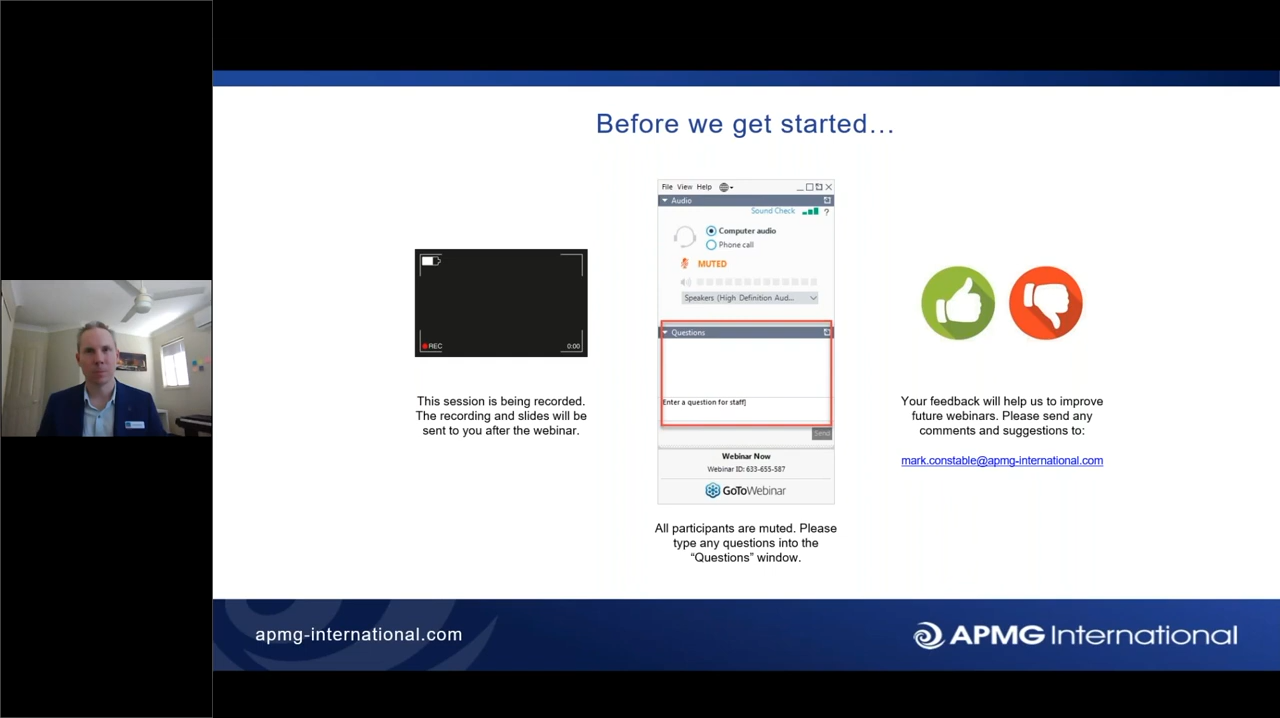 Before we get started…
This session is being recorded.
The recording and slides will be
sent to you after the webinar.
REC
0:00
File View Help
Audio
Sound Check
?
Computer audio
Phone call
MUTED
Speakers (High Definition Aud...
Questions
Enter a question for staff]
Send
Webinar Now
Webinar ID: 633-655-587
GoToWebinar
All participants are muted. Please
type any questions into the
“Questions” window.
Your feedback will help us to improve
future webinars. Please send any
comments and suggestions to:
mark.constable@apmg-international.com
apmg-international.com
APMG International